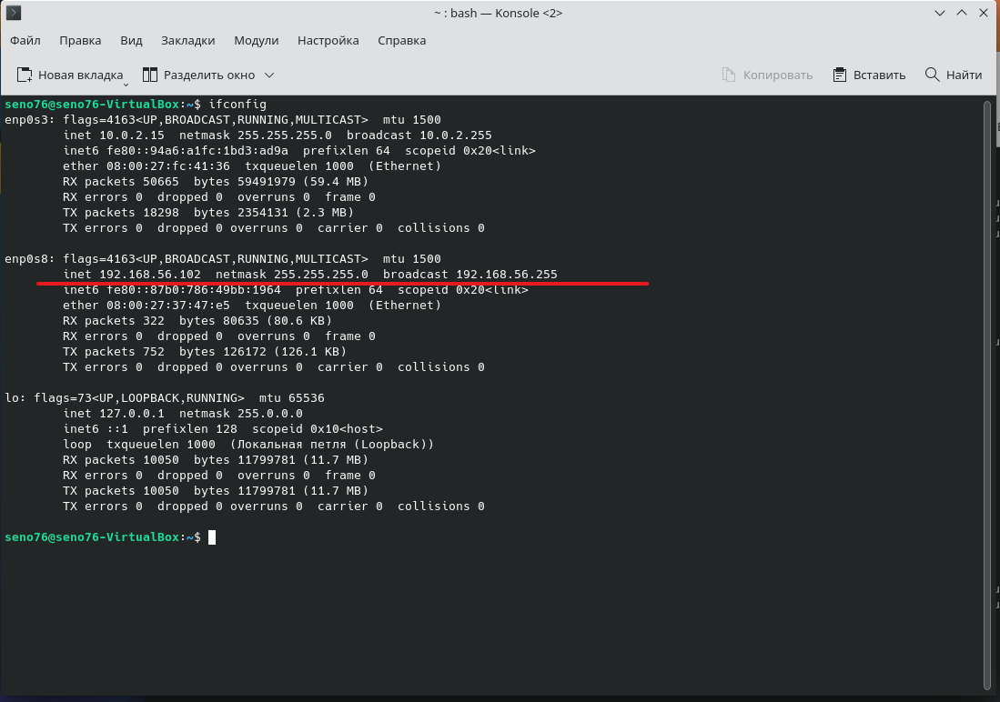 ~ : bash — Konsole <2>
Файл Правка Вид Закладки Модули Настройка Справка
Новая вкладка Разделить окно Копировать Вставить Найти
seno76@seno76-VirtualBox:~$ ifconfig
enp0s3: flags=4163<UP,BROADCAST,RUNNING,MULTICAST>  mtu 1500
        inet 10.0.2.15  netmask 255.255.255.0  broadcast 10.0.2.255
        inet6 fe80::94a6:a1fc:1bd3:ad9a  prefixlen 64  scopeid 0x20<link>
        ether 08:00:27:fc:41:36  txqueuelen 1000  (Ethernet)
        RX packets 50665  bytes 59491979 (59.4 MB)
        RX errors 0  dropped 0  overruns 0  frame 0
        TX packets 18298  bytes 2354131 (2.3 MB)
        TX errors 0  dropped 0 overruns 0  carrier 0  collisions 0

enp0s8: flags=4163<UP,BROADCAST,RUNNING,MULTICAST>  mtu 1500
        inet 192.168.56.102  netmask 255.255.255.0  broadcast 192.168.56.255
        inet6 fe80::87b0:786:49bb:1964  prefixlen 64  scopeid 0x20<link>
        ether 08:00:27:37:47:e5  txqueuelen 1000  (Ethernet)
        RX packets 322  bytes 80635 (80.6 KB)
        RX errors 0  dropped 0  overruns 0  frame 0
        TX packets 752  bytes 126172 (126.1 KB)
        TX errors 0  dropped 0 overruns 0  carrier 0  collisions 0

lo: flags=73<UP,LOOPBACK,RUNNING>  mtu 65536
        inet 127.0.0.1  netmask 255.0.0.0
        inet6 ::1  prefixlen 128  scopeid 0x10<host>
        loop  txqueuelen 1000  (Локальная петля (Loopback))
        RX packets 10050  bytes 11799781 (11.7 MB)
        RX errors 0  dropped 0  overruns 0  frame 0
        TX packets 10050  bytes 11799781 (11.7 MB)
        TX errors 0  dropped 0 overruns 0  carrier 0  collisions 0

seno76@seno76-VirtualBox:~$